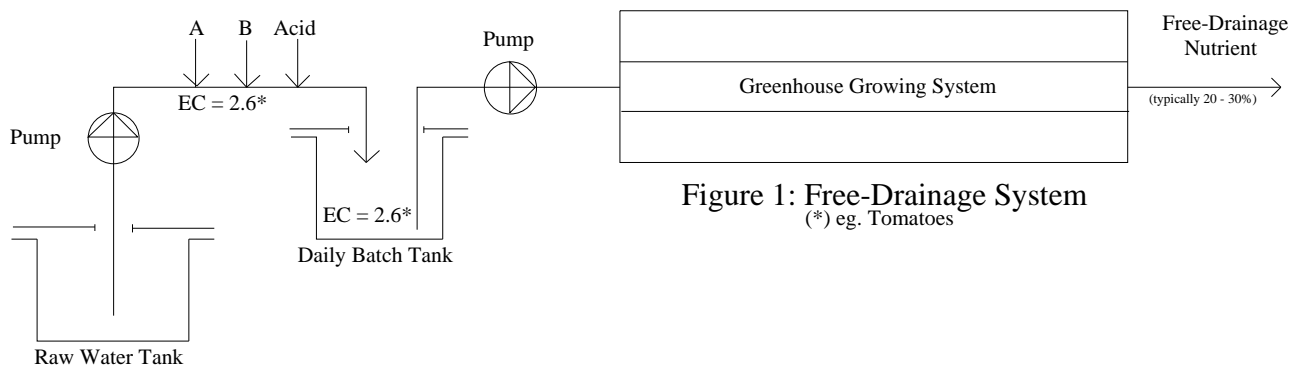 A B Acid
Pump
Free-Drainage
Nutrient
Greenhouse Growing System
(typically 20 - 30%)
EC = 2.6*
Pump
EC = 2.6*
Daily Batch Tank
Raw Water Tank
Figure 1: Free-Drainage System
(*) eg. Tomatoes